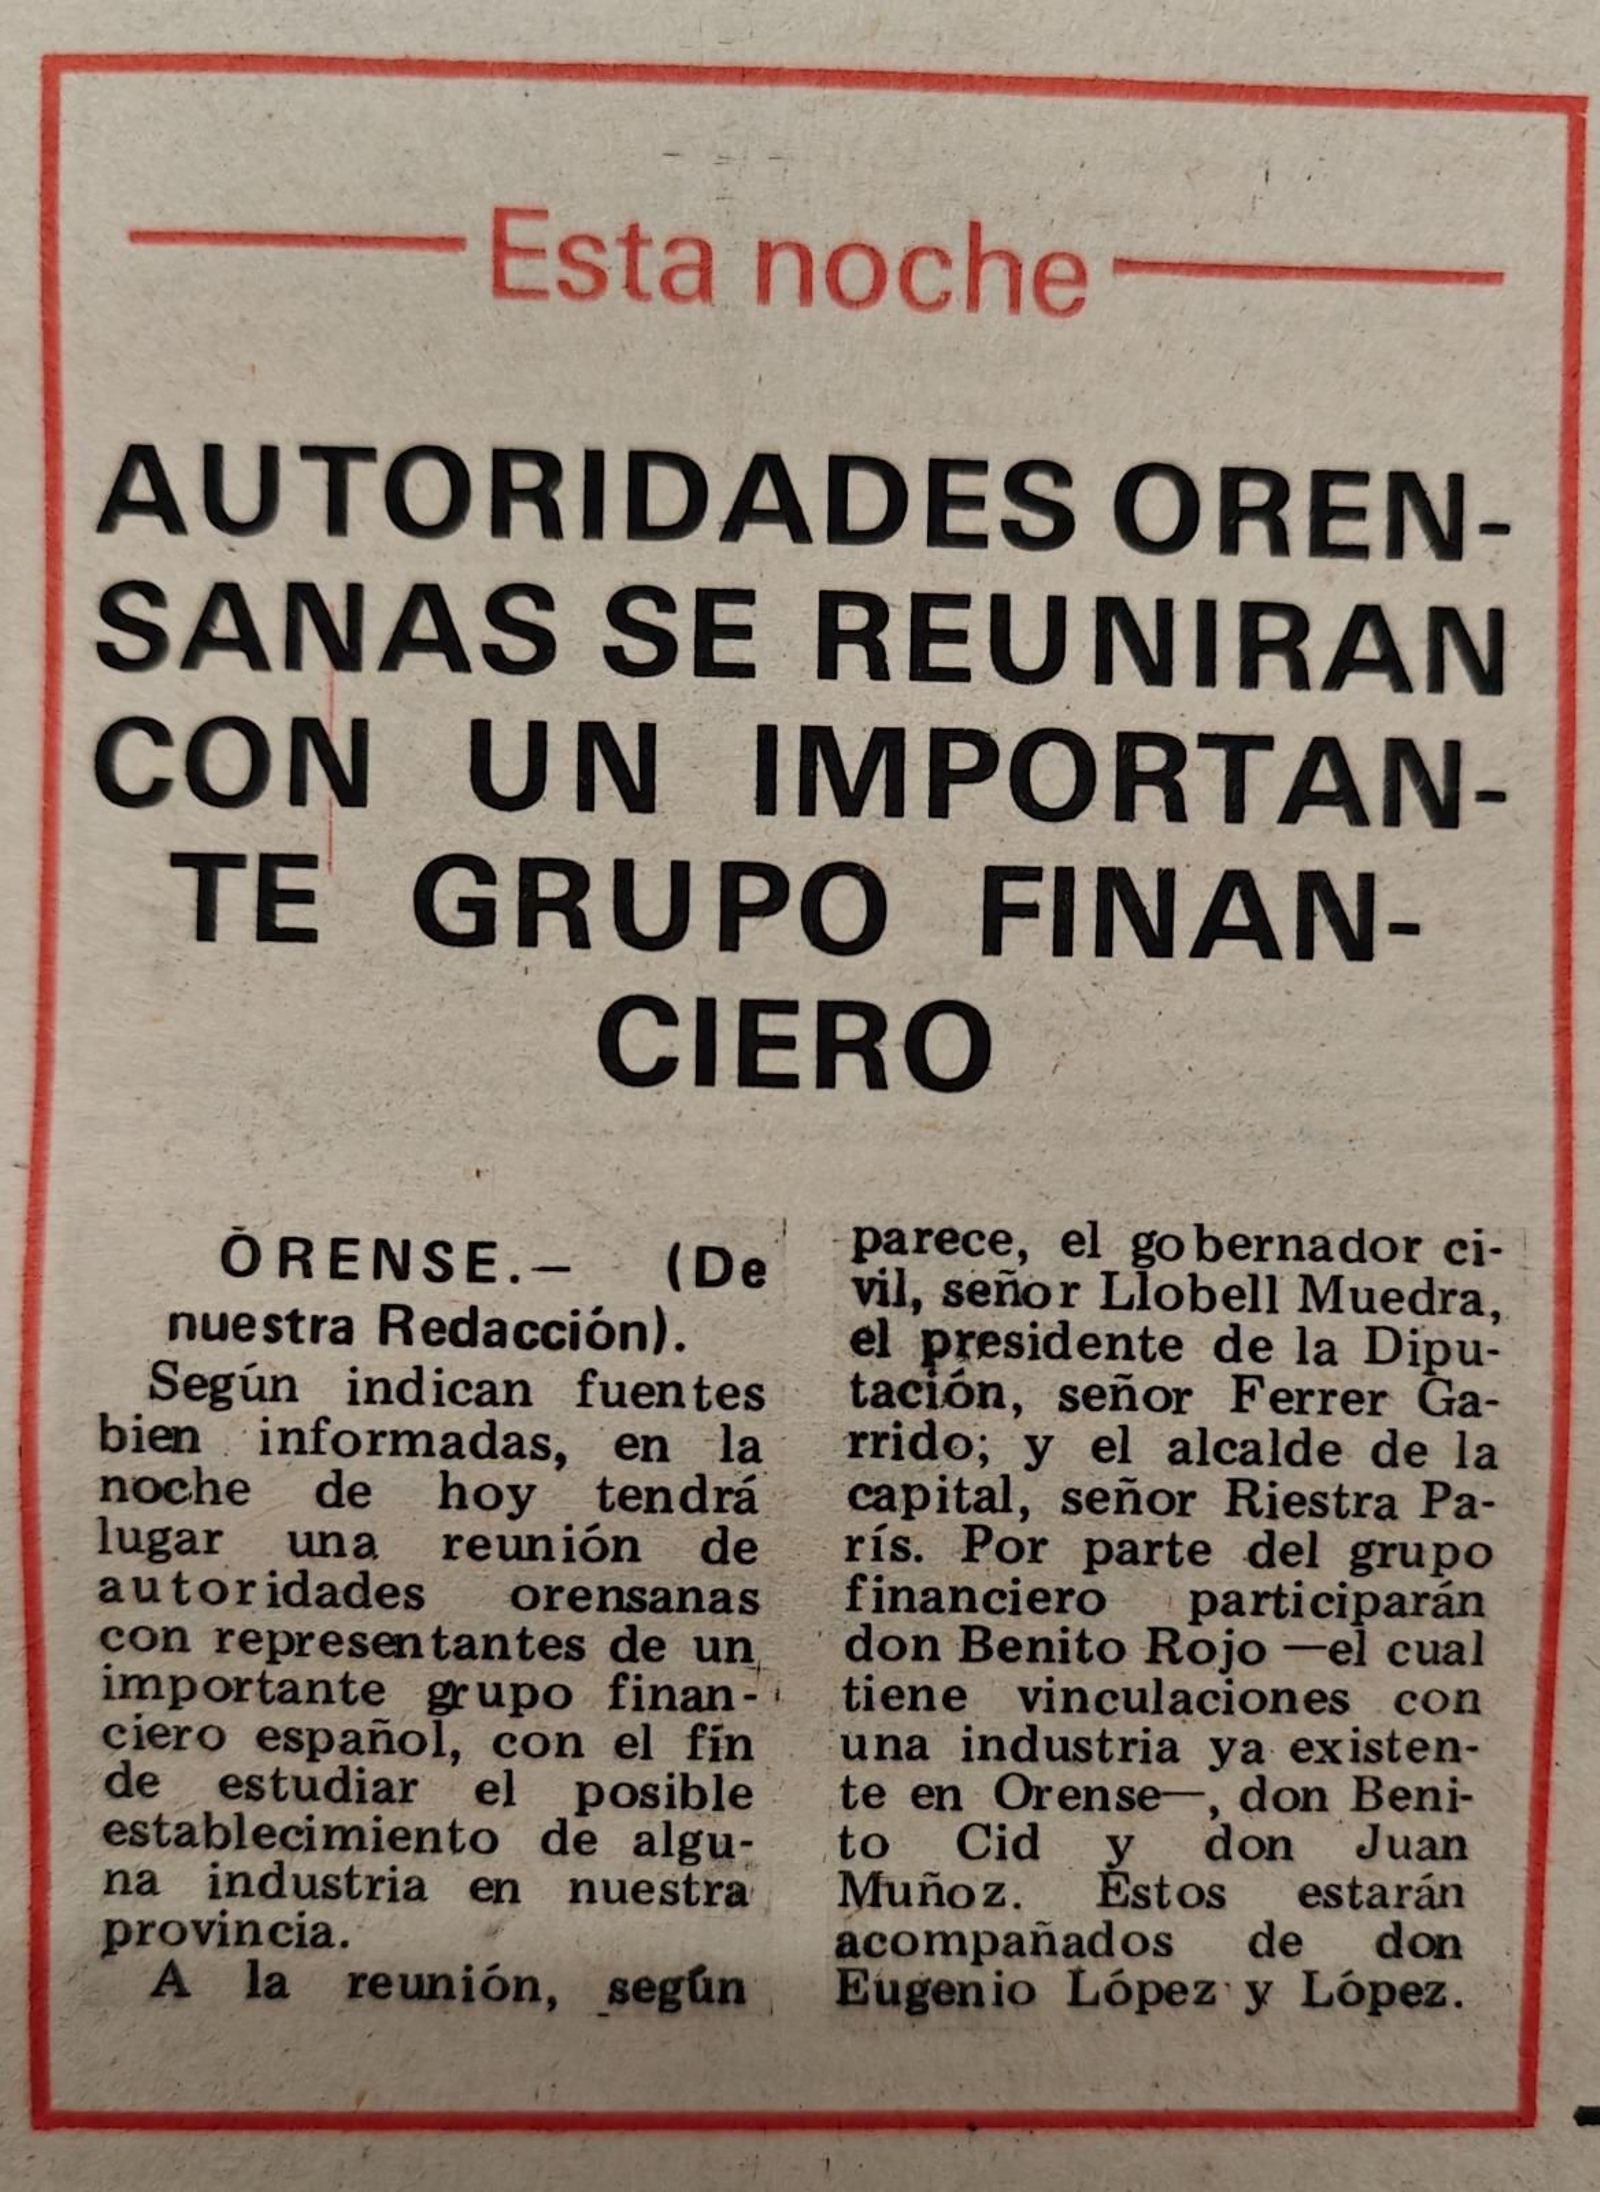 Esta noche
AUTORIDADES OREN-
SANAS SE REUNIRAN
CON UN IMPORTAN-
TE GRUPO FINAN-
CIERO
ORENSE.— (De
nuestra Redacción).
Según indican fuentes
bien informadas, en la
noche de hoy tendrá
lugar una reunión de
autoridades orensanas
con representantes de un
importante grupo finan-
ciero español, con el fin
de estudiar el posible
establecimiento de algu-
na industria en nuestra
provincia.
A la reunión, según
parece, el gobernador ci-
vil, señor Llobell Muedra,
el presidente de la Dipu-
tación, señor Ferrer Ga-
rrido; y el alcalde de la
capital, señor Riestra Pa-
rís. Por parte del grupo
financiero participarán
don Benito Rojo —el cual
tiene vinculaciones con
una industria ya existen-
te en Orense—, don Beni-
to Cid y don Juan
Muñoz. Estos estarán
acompañados de don
Eugenio López y López.